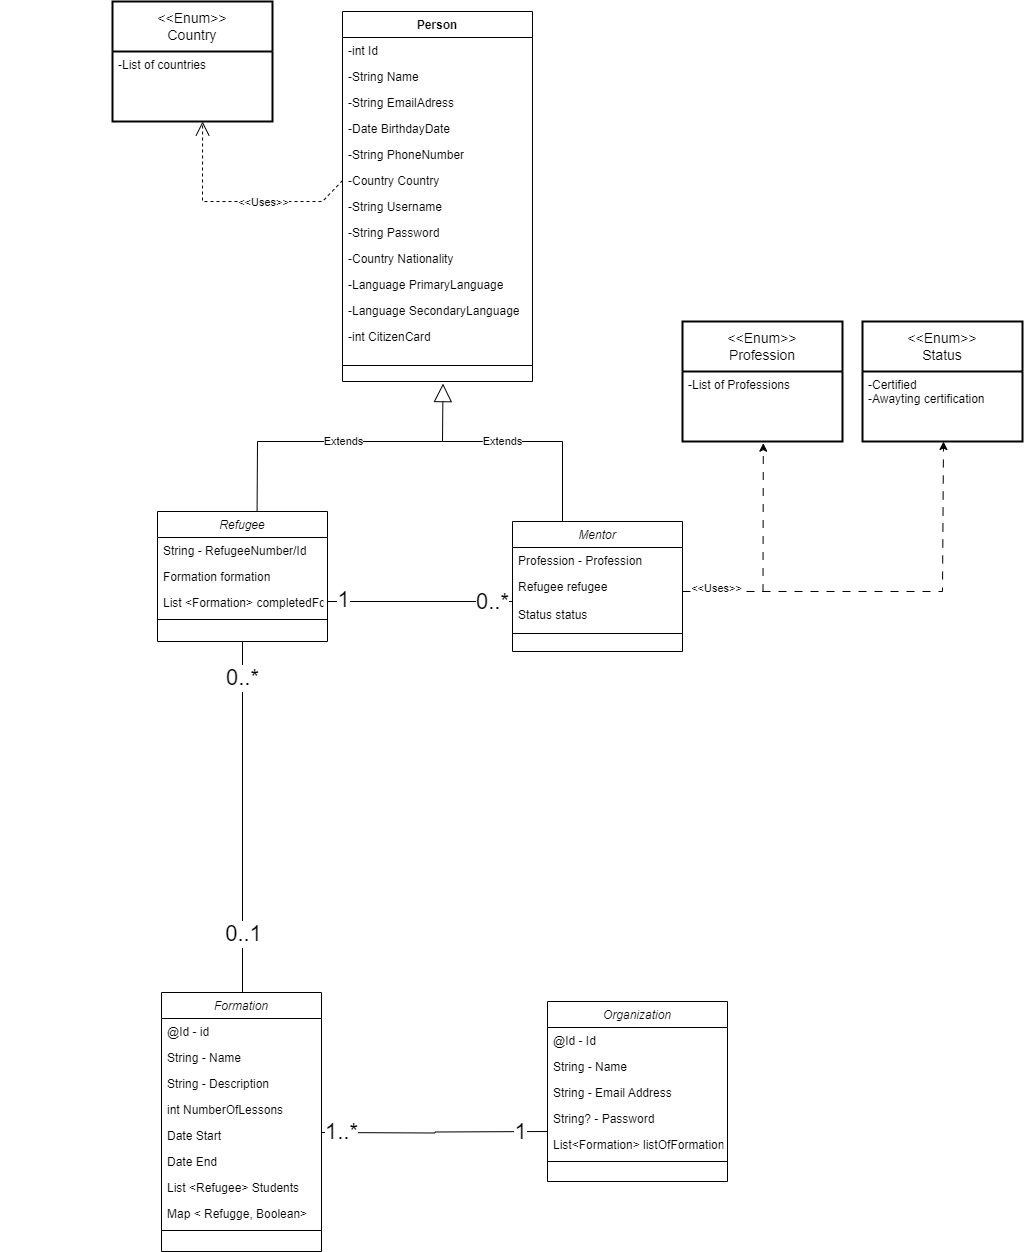 <<Enum>>
Country
-List of countries
Person
-int Id
-String Name
-String EmailAdress
-Date BirthdayDate
-String PhoneNumber
-Country Country
-String Username
-String Password
-Country Nationality
-Language PrimaryLanguage
-Language SecondaryLanguage
-int CitizenCard
<<Uses>>
<<Enum>>
Profession
-List of Professions
<<Enum>>
Status
-Certified
-Awayting certification
Extends
Extends
Refugee
String - RefugeeNumber/Id
Formation formation
List <Formation> completedFc
1
0..*
Mentor
Profession - Profession
Refugee refugee
Status status
<<Uses>>
0..*
0..1
Formation
@Id - id
String - Name
String - Description
int NumberOfLessons
Date Start
Date End
List <Refugee> Students
Map < Refugge, Boolean>
1..*
1
Organization
@Id - Id
String - Name
String - Email Address
String? - Password
List<Formation> listOfFormation